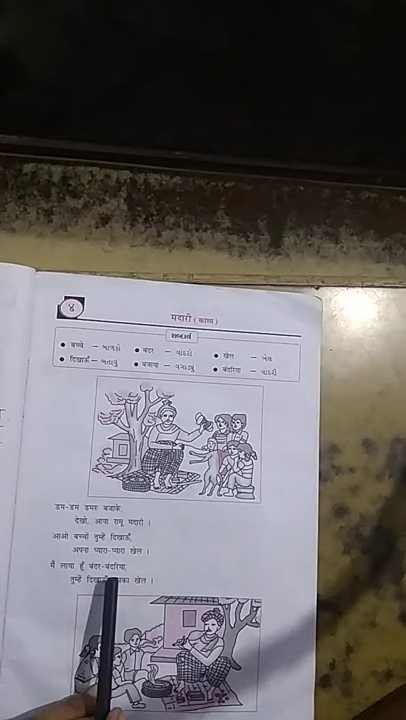 ४
मदारी ( काव्य )
शब्दार्थ
• बच्चे – બાળકો • बंदर – વાંદરો • खेल – ખેલ
• दिखाऊँ – બતાવું • बजाया – વગાડ્યું • बंदरिया – વાંદરી
डम-डम डमरु बजाके,
देखो, आया रामू मदारी ।
आओ बच्चों तुम्हें दिखाऊँ,
अपना प्यारा-प्यारा खेल ।
मैं लाया हूँ बंदर-बंदरिया,
तुम्हें खेल ।